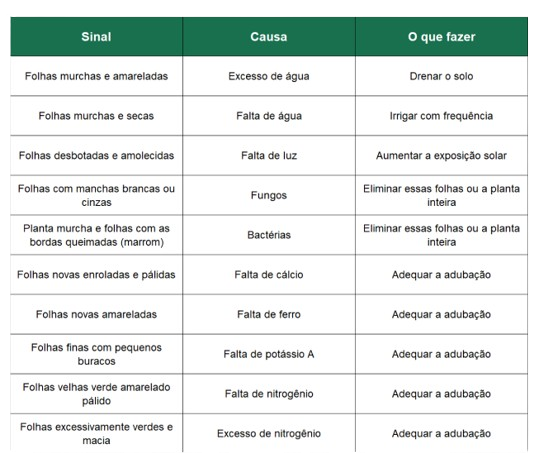 Sinal Causa O que fazer
Folhas murchas e amareladas Excesso de água Drenar o solo
Folhas murchas e secas Falta de água Irrigar com frequência
Folhas desbotadas e amolecidas Falta de luz Aumentar a exposição solar
Folhas com manchas brancas ou
cinzas
Fungos
Eliminar essas folhas ou a planta
inteira
Planta murcha e folhas com as
bordas queimadas (marrom)
Bactérias
Eliminar essas folhas ou a planta
inteira
Folhas novas enroladas e pálidas Falta de cálcio Adequar a adubação
Folhas novas amareladas Falta de ferro Adequar a adubação
Folhas finas com pequenos
buracos
Falta de potássio A
Adequar a adubação
Folhas velhas verde amarelado
pálido
Falta de nitrogênio
Adequar a adubação
Folhas excessivamente verdes e
macia
Excesso de nitrogênio
Adequar a adubação